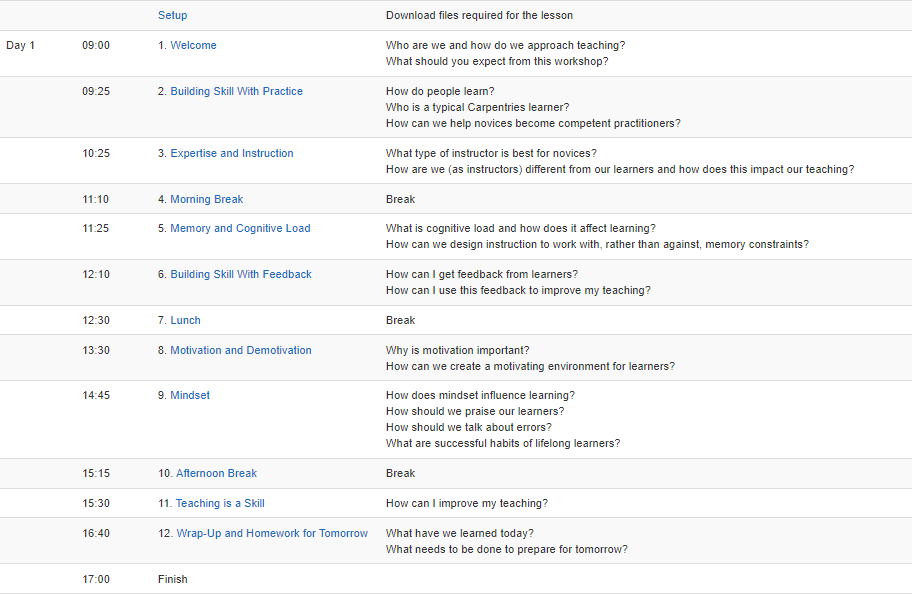 Setup Download files required for the lesson
Day 1 09:00 1. Welcome Who are we and how do we approach teaching?
What should you expect from this workshop?
09:25 2. Building Skill With Practice How do people learn?
Who is a typical Carpentries learner?
How can we help novices become competent practitioners?
10:25 3. Expertise and Instruction What type of instructor is best for novices?
How are we (as instructors) different from our learners and how does this impact our teaching?
11:10 4. Morning Break Break
11:25 5. Memory and Cognitive Load What is cognitive load and how does it affect learning?
How can we design instruction to work with, rather than against, memory constraints?
12:10 6. Building Skill With Feedback How can I get feedback from learners?
How can I use this feedback to improve my teaching?
12:30 7. Lunch Break
13:30 8. Motivation and Demotivation Why is motivation important?
How can we create a motivating environment for learners?
14:45 9. Mindset How does mindset influence learning?
How should we praise our learners?
How should we talk about errors?
What are successful habits of lifelong learners?
15:15 10. Afternoon Break Break
15:30 11. Teaching is a Skill How can I improve my teaching?
16:40 12. Wrap-Up and Homework for Tomorrow What have we learned today?
What needs to be done to prepare for tomorrow?
17:00 Finish